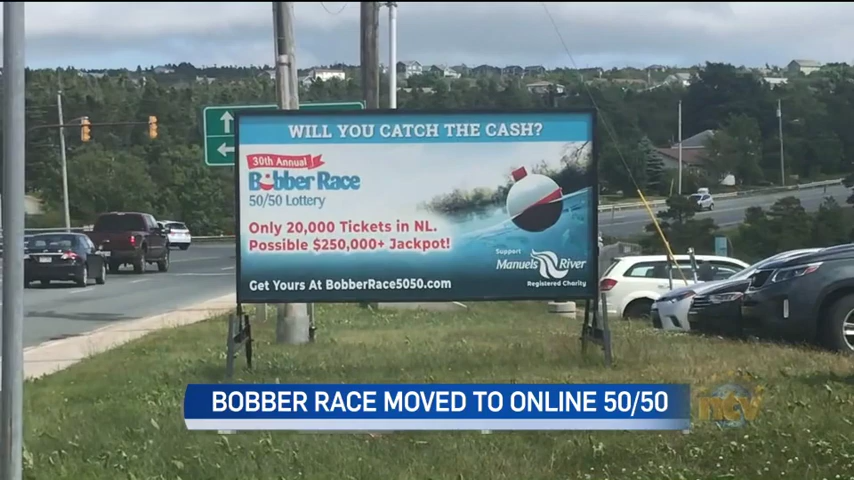 WILL YOU CATCH THE CASH?
30th Annual
Bobber Race
50/50 Lottery
Only 20,000 Tickets in NL.
Possible $250,000+ Jackpot!
Support
Manuels River
Registered Charity
Get Yours At BobberRace5050.com
BOBBER RACE MOVED TO ONLINE 50/50
ntv